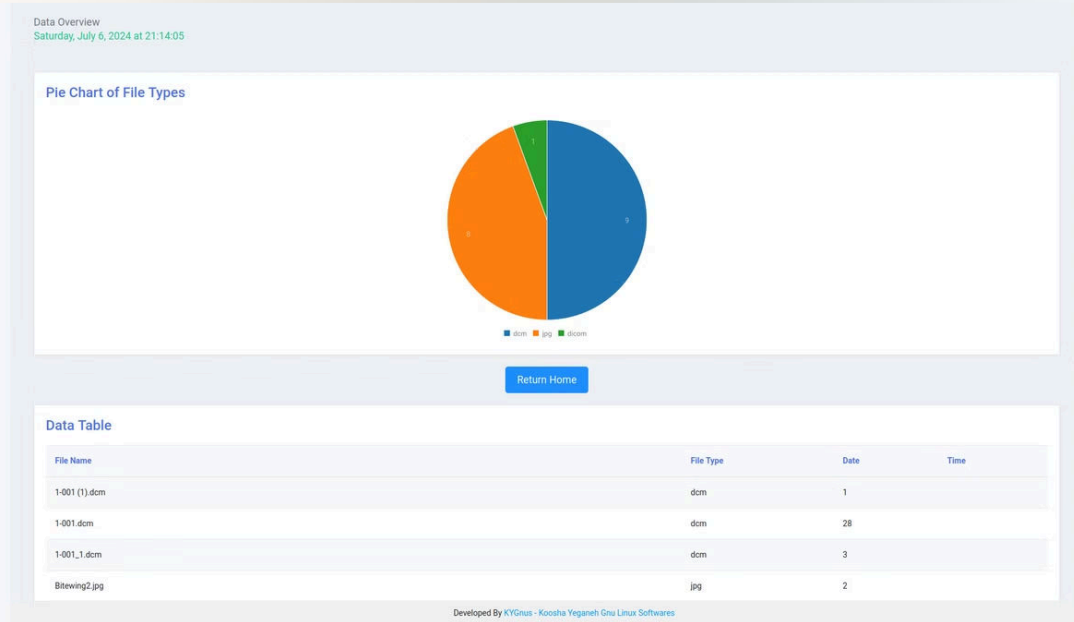 Data Overview
Saturday, July 6, 2024 at 21:14:05
Pie Chart of File Types
1
9
8
dcm jpg dicom
Return Home
Data Table
File Name File Type Date Time
1-001 (1).dcm dcm 1
1-001.dcm dcm 28
1-001_1.dcm dcm 3
Bitewing2.jpg jpg 2
Developed By KYGnus - Koosha Yeganeh Gnu Linux Softwares